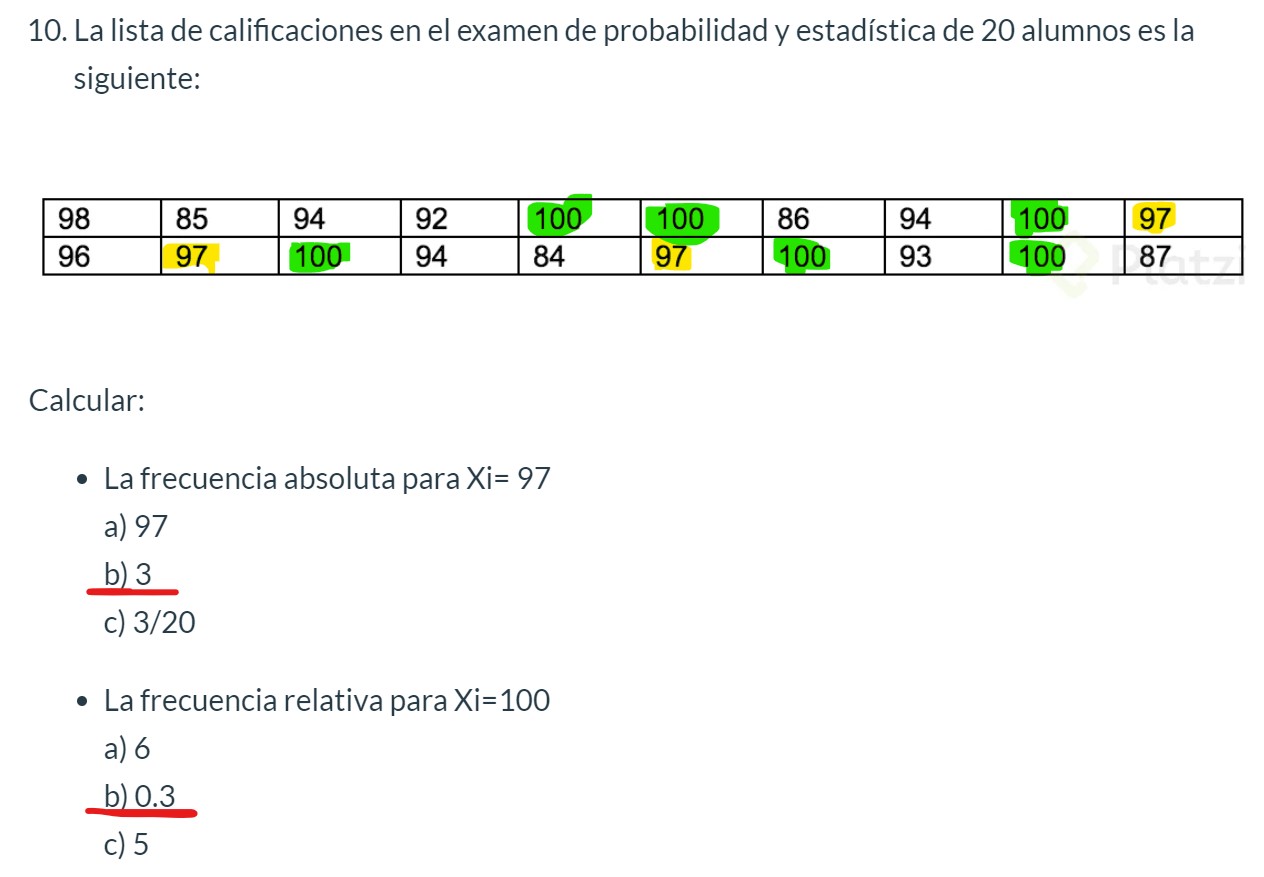 10. La lista de calificaciones en el examen de probabilidad y estadística de 20 alumnos es la
siguiente:
98 85 94 92 100 100 86 94 100 97
96 97 100 94 84 97 100 93 100 87
Platzi
Calcular:
• La frecuencia absoluta para Xi= 97
a) 97
b) 3
c) 3/20
• La frecuencia relativa para Xi=100
a) 6
b) 0.3
c) 5